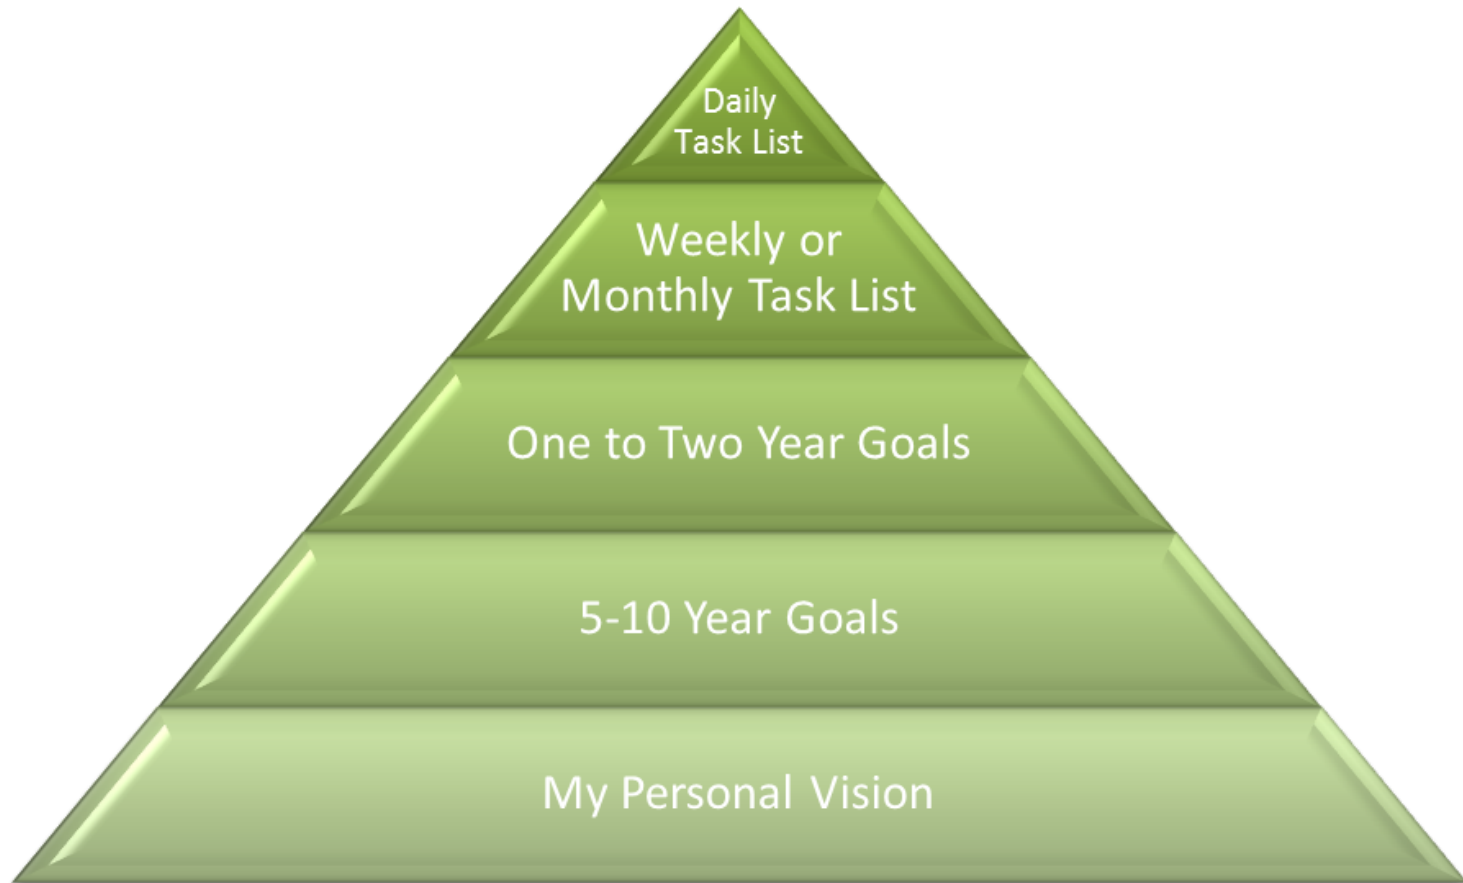 Daily
Task List
Weekly or
Monthly Task List
One to Two Year Goals
5-10 Year Goals
My Personal Vision